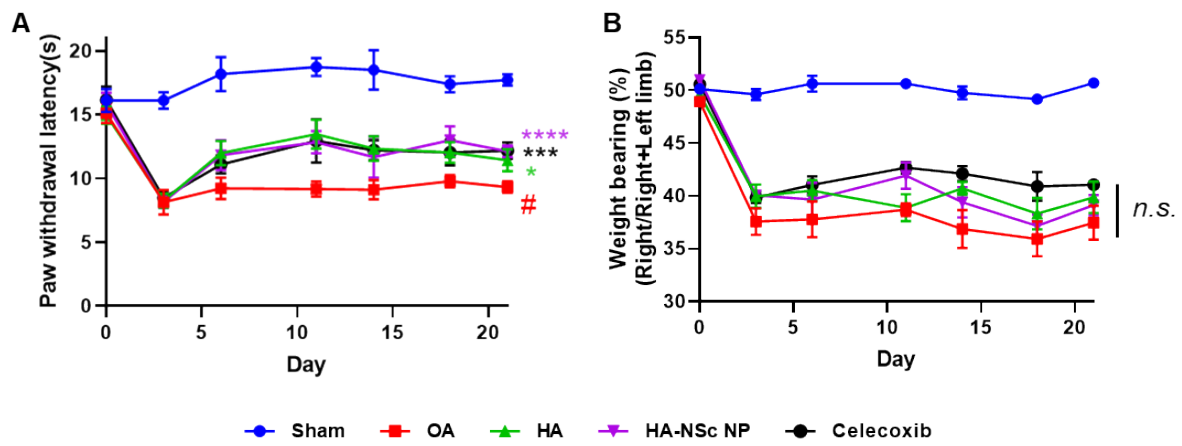 A
Paw withdrawal latency(s)
20
15
10
5
0
0 5 10 15 20
Day
****
***
*
#
B
Weight bearing (%)
(Right/Right+Left limb)
55
50
45
40
35
30
0 5 10 15 20
Day
n.s.
Sham OA HA HA-NSc NP Celecoxib